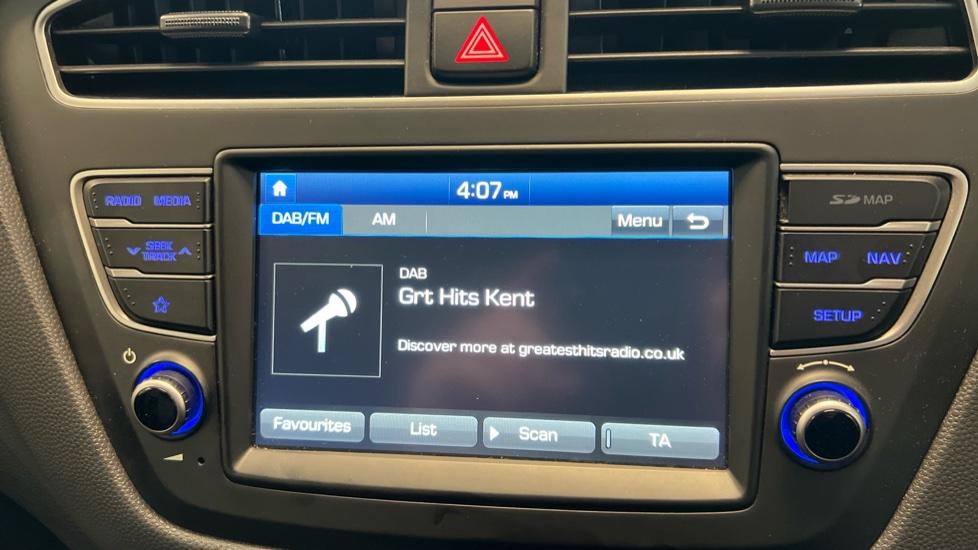 4:07 PM
DAB/FM AM Menu
DAB
Grt Hits Kent
Discover more at greatesthitsradio.co.uk
Favourites List Scan TA
RADIO MEDIA
SEEK
TRACK
SD MAP
MAP NAV
SETUP